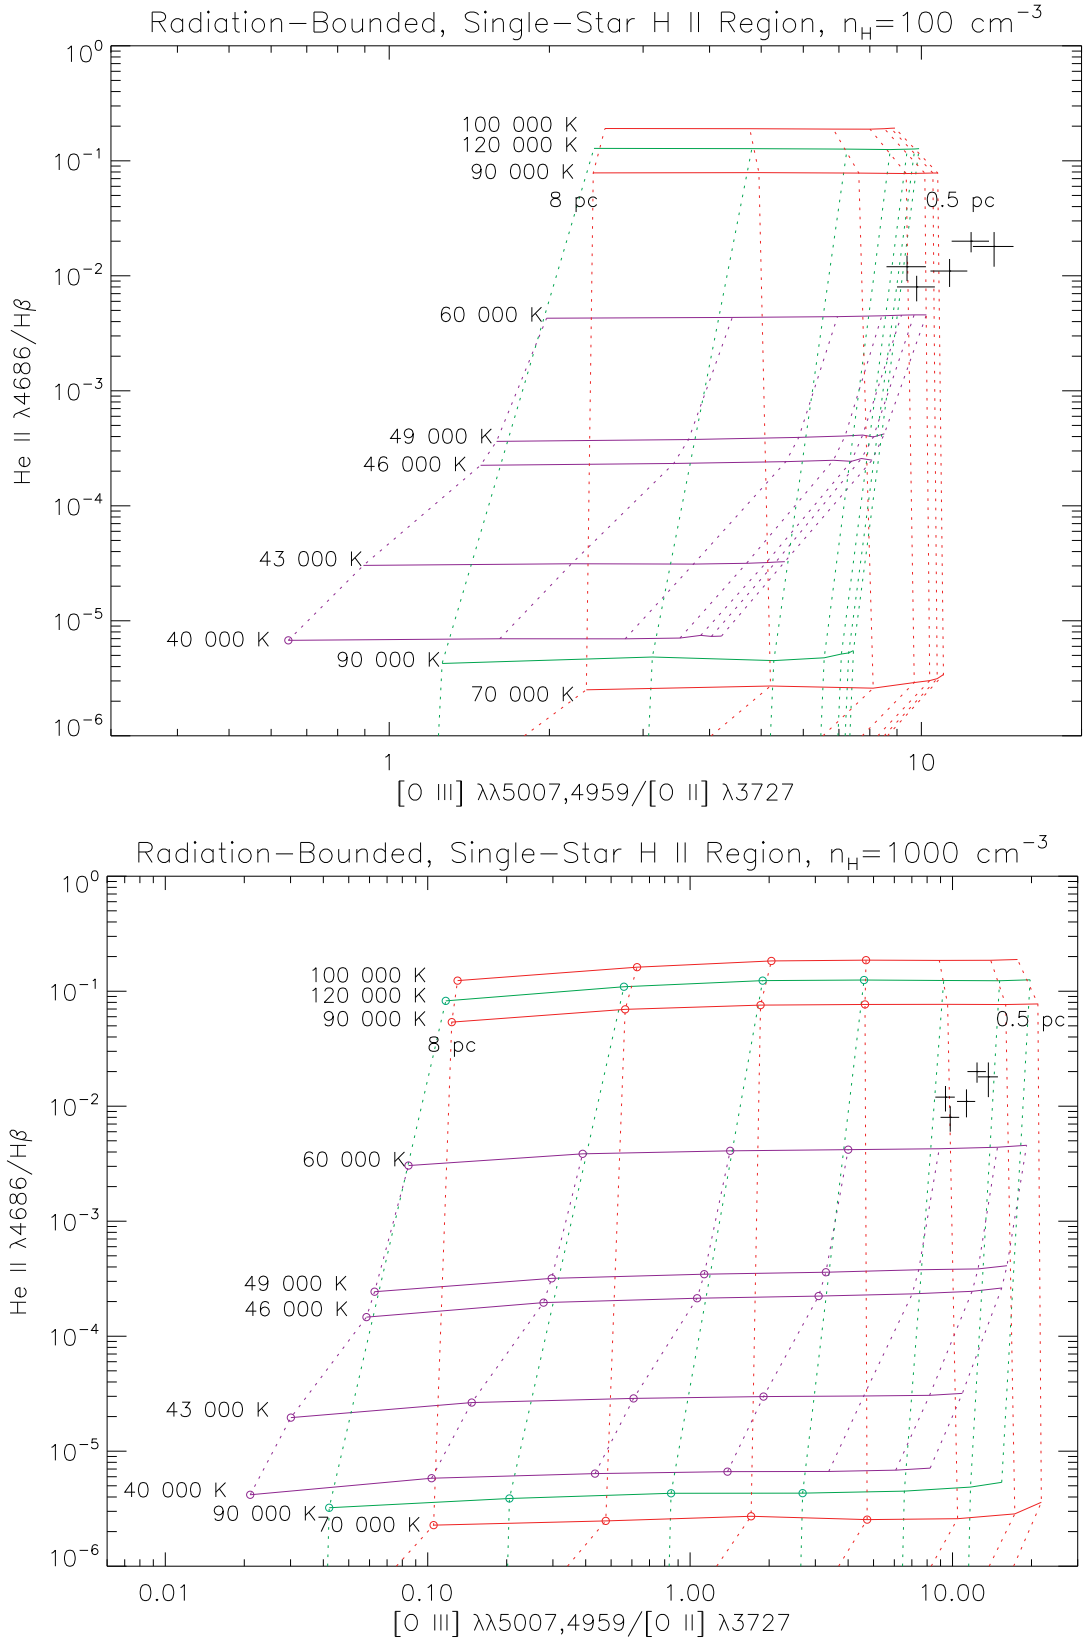 Radiation-Bounded, Single-Star H II Region, n_H=100 cm^-3
10^0
100 000 K
120 000 K
10^-1
90 000 K
8 pc
0.5 pc
10^-2
60 000 K
10^-3
49 000 K
46 000 K
10^-4
43 000 K
10^-5
40 000 K
90 000 K
70 000 K
10^-6
He II λ4686/Hβ
1
10
[O III] λλ5007,4959/[O II] λ3727
Radiation-Bounded, Single-Star H II Region, n_H=1000 cm^-3
10^0
100 000 K
120 000 K
10^-1
90 000 K
0.5 pc
8 pc
10^-2
60 000 K
10^-3
49 000 K
46 000 K
10^-4
43 000 K
10^-5
40 000 K
90 000 K
70 000 K
10^-6
He II λ4686/Hβ
0.01
0.10
1.00
10.00
[O III] λλ5007,4959/[O II] λ3727